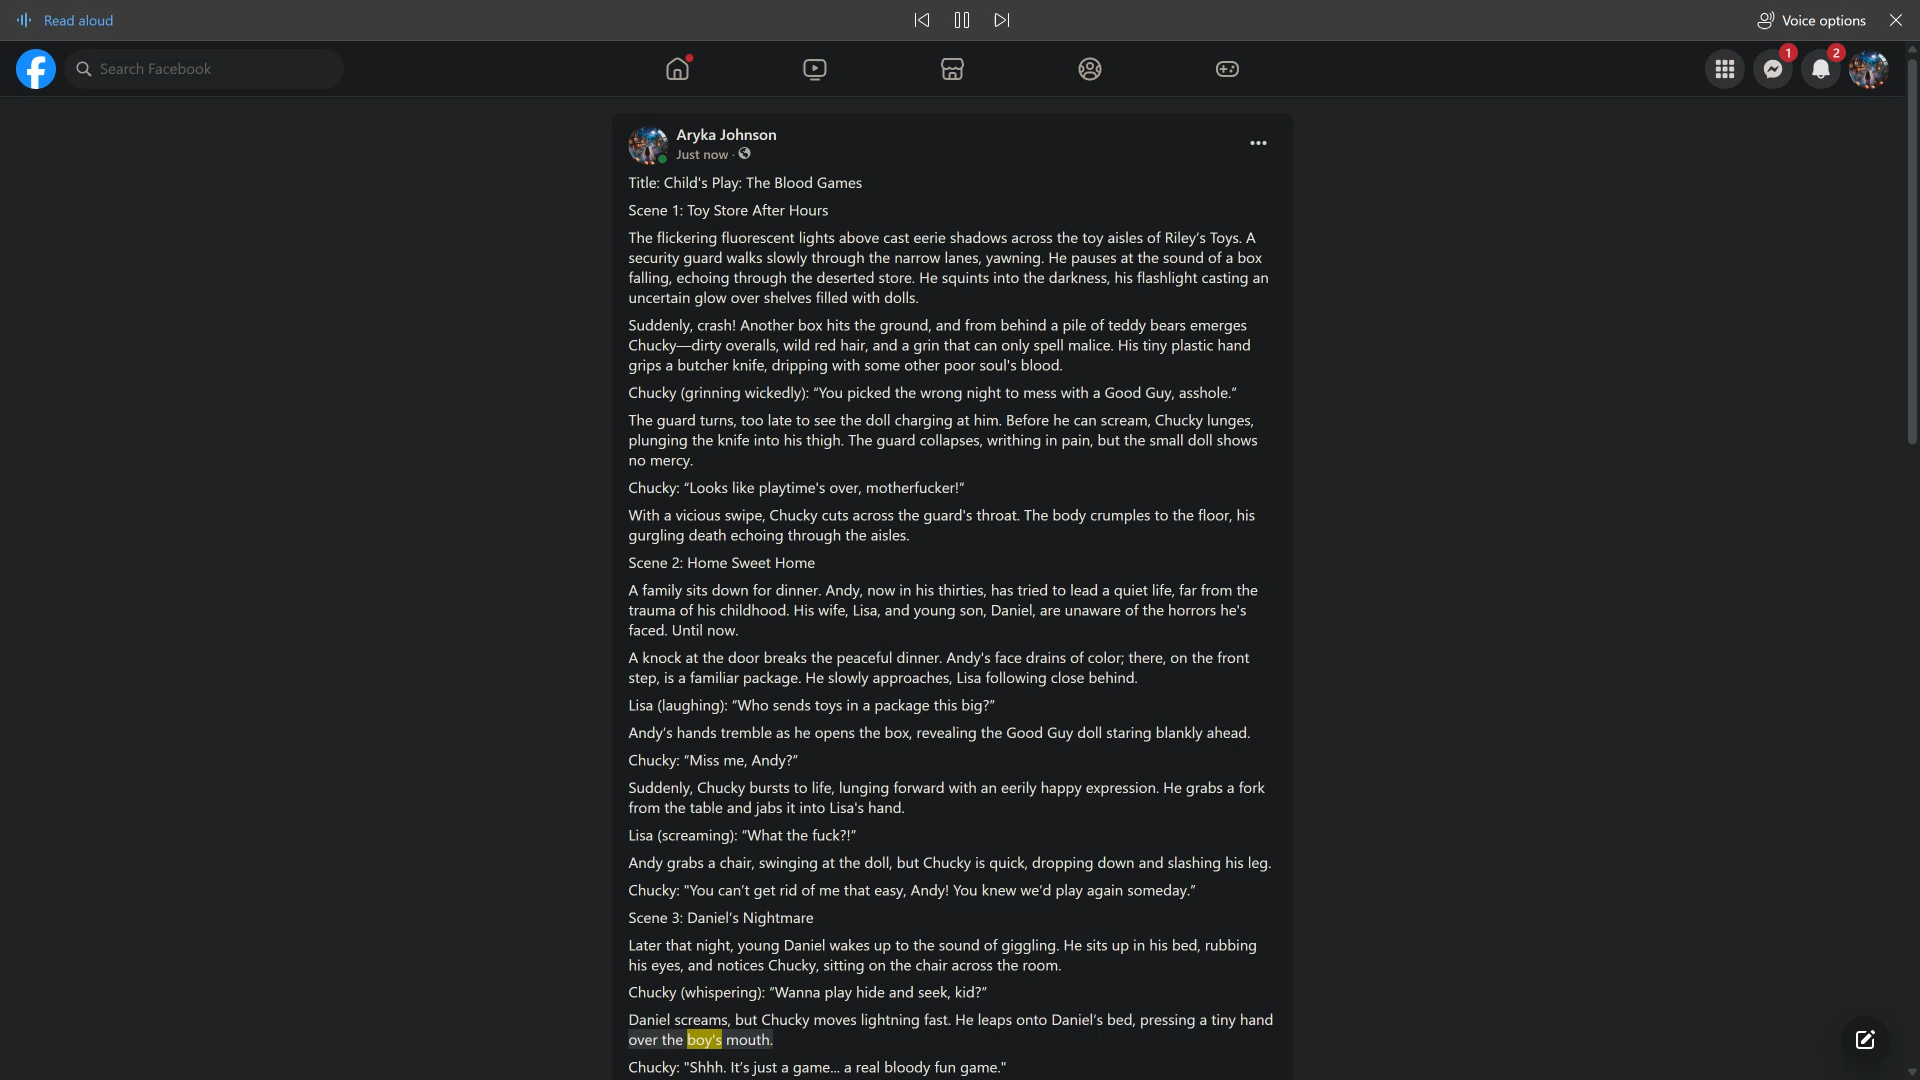 Read aloud
Voice options
Search Facebook
1
2
Aryka Johnson
Just now ·
Title: Child's Play: The Blood Games
Scene 1: Toy Store After Hours
The flickering fluorescent lights above cast eerie shadows across the toy aisles of Riley’s Toys. A
security guard walks slowly through the narrow lanes, yawning. He pauses at the sound of a box
falling, echoing through the deserted store. He squints into the darkness, his flashlight casting an
uncertain glow over shelves filled with dolls.
Suddenly, crash! Another box hits the ground, and from behind a pile of teddy bears emerges
Chucky—dirty overalls, wild red hair, and a grin that can only spell malice. His tiny plastic hand
grips a butcher knife, dripping with some other poor soul's blood.
Chucky (grinning wickedly): “You picked the wrong night to mess with a Good Guy, asshole.”
The guard turns, too late to see the doll charging at him. Before he can scream, Chucky lunges,
plunging the knife into his thigh. The guard collapses, writhing in pain, but the small doll shows
no mercy.
Chucky: “Looks like playtime's over, motherfucker!”
With a vicious swipe, Chucky cuts across the guard's throat. The body crumples to the floor, his
gurgling death echoing through the aisles.
Scene 2: Home Sweet Home
A family sits down for dinner. Andy, now in his thirties, has tried to lead a quiet life, far from the
trauma of his childhood. His wife, Lisa, and young son, Daniel, are unaware of the horrors he's
faced. Until now.
A knock at the door breaks the peaceful dinner. Andy's face drains of color; there, on the front
step, is a familiar package. He slowly approaches, Lisa following close behind.
Lisa (laughing): “Who sends toys in a package this big?”
Andy’s hands tremble as he opens the box, revealing the Good Guy doll staring blankly ahead.
Chucky: “Miss me, Andy?”
Suddenly, Chucky bursts to life, lunging forward with an eerily happy expression. He grabs a fork
from the table and jabs it into Lisa's hand.
Lisa (screaming): “What the fuck?!”
Andy grabs a chair, swinging at the doll, but Chucky is quick, dropping down and slashing his leg.
Chucky: "You can’t get rid of me that easy, Andy! You knew we’d play again someday.”
Scene 3: Daniel’s Nightmare
Later that night, young Daniel wakes up to the sound of giggling. He sits up in his bed, rubbing
his eyes, and notices Chucky, sitting on the chair across the room.
Chucky (whispering): “Wanna play hide and seek, kid?”
Daniel screams, but Chucky moves lightning fast. He leaps onto Daniel’s bed, pressing a tiny hand
over the boy's mouth.
Chucky: "Shhh. It’s just a game... a real bloody fun game."